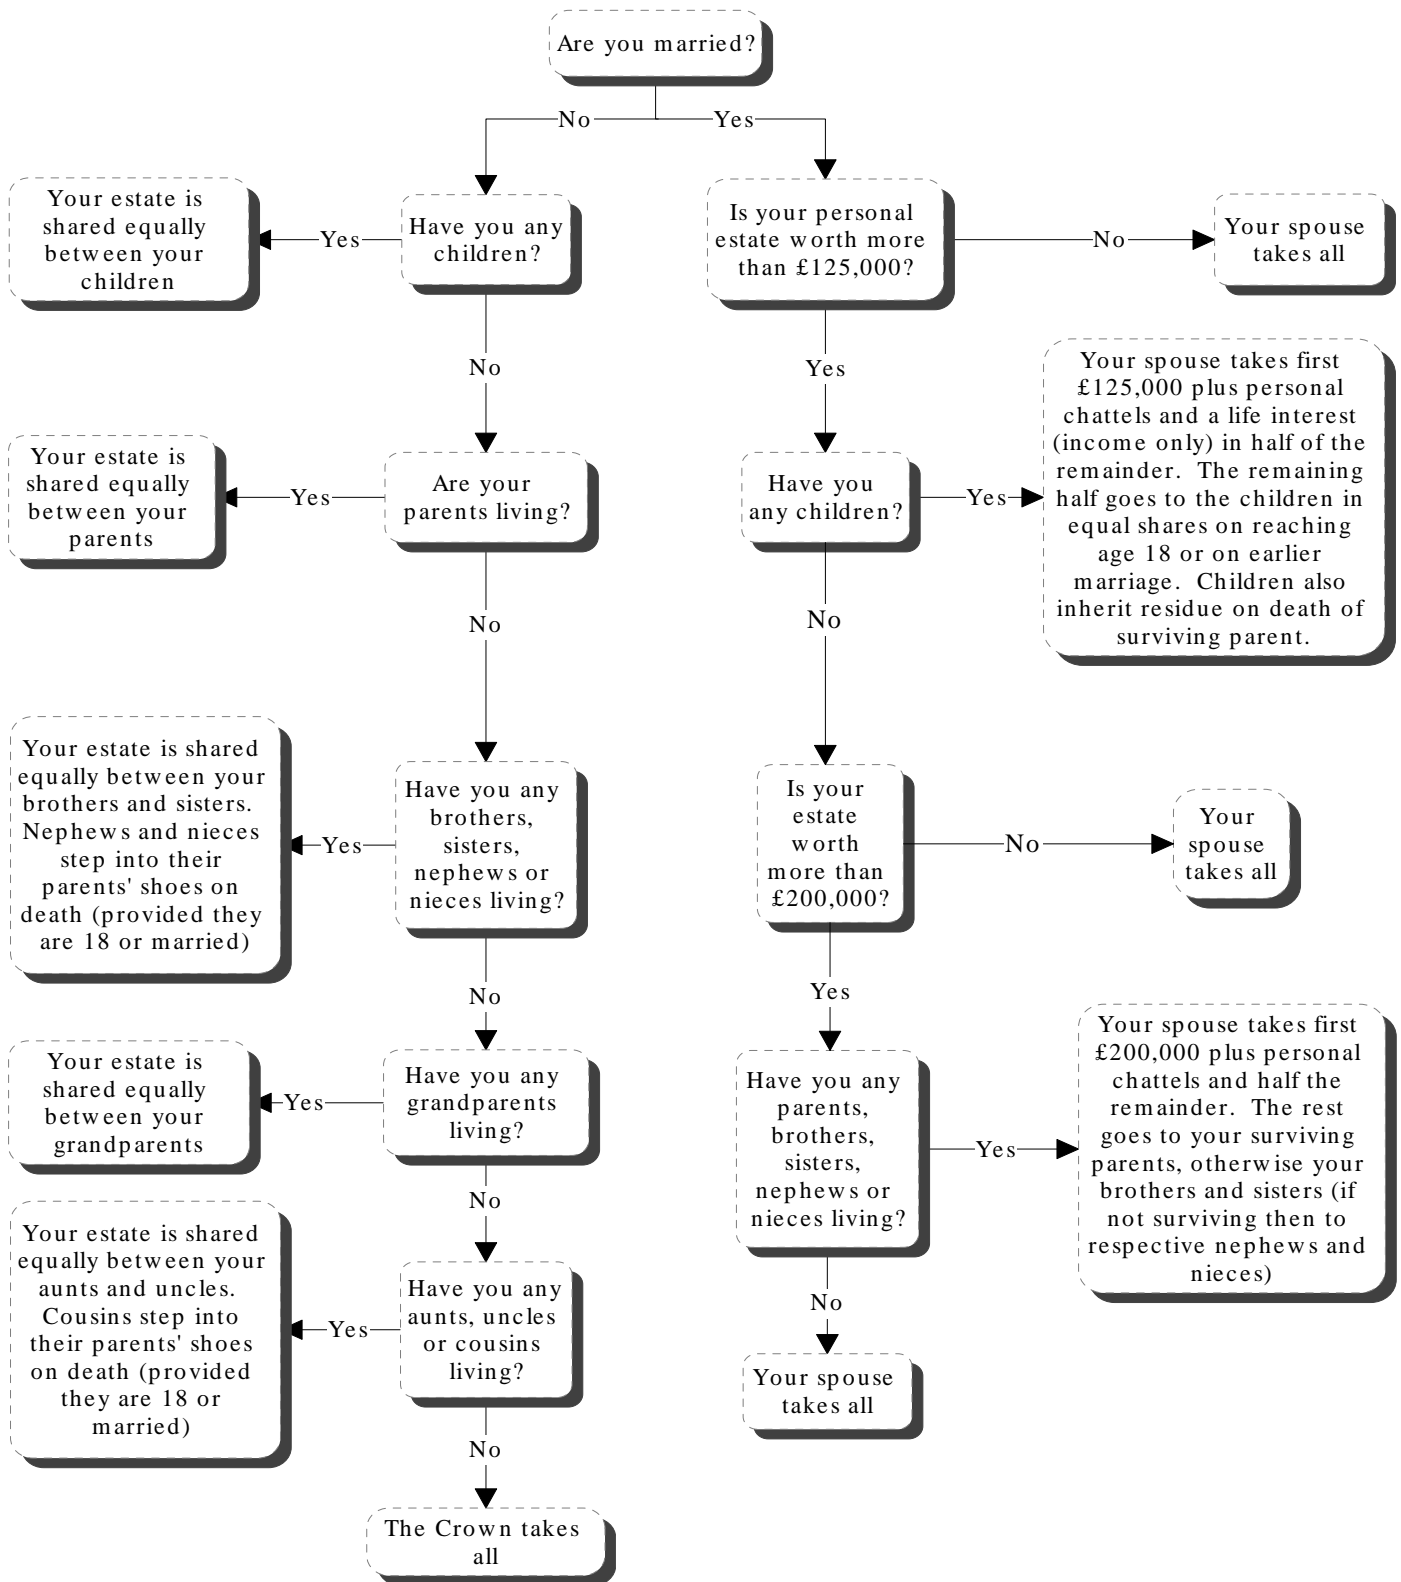 Are you married?
No
Yes
Your estate is
shared equally
between your
children
Yes
Have you any
children?
Is your personal
estate worth more
than £125,000?
No
Your spouse
takes all
No
Yes
Your spouse takes first
£125,000 plus personal
chattels and a life interest
(income only) in half of the
remainder. The remaining
half goes to the children in
equal shares on reaching
age 18 or on earlier
marriage. Children also
inherit residue on death of
surviving parent.
Your estate is
shared equally
between your
parents
Yes
Are your
parents living?
Have you
any children?
Yes
No
No
Your estate is shared
equally between your
brothers and sisters.
Nephews and nieces
step into their
parents' shoes on
death (provided they
are 18 or married)
Yes
Have you any
brothers,
sisters,
nephews or
nieces living?
Is your
estate
worth
more than
£200,000?
No
Your
spouse
takes all
No
Yes
Your estate is
shared equally
between your
grandparents
Yes
Have you any
grandparents
living?
Have you any
parents,
brothers,
sisters,
nephews or
nieces living?
Yes
Your spouse takes first
£200,000 plus personal
chattels and half the
remainder. The rest
goes to your surviving
parents, otherwise your
brothers and sisters (if
not surviving then to
respective nephews and
nieces)
No
Your estate is shared
equally between your
aunts and uncles.
Cousins step into
their parents' shoes
on death (provided
they are 18 or
married)
Yes
Have you any
aunts, uncles
or cousins
living?
No
Your spouse
takes all
No
The Crown takes
all